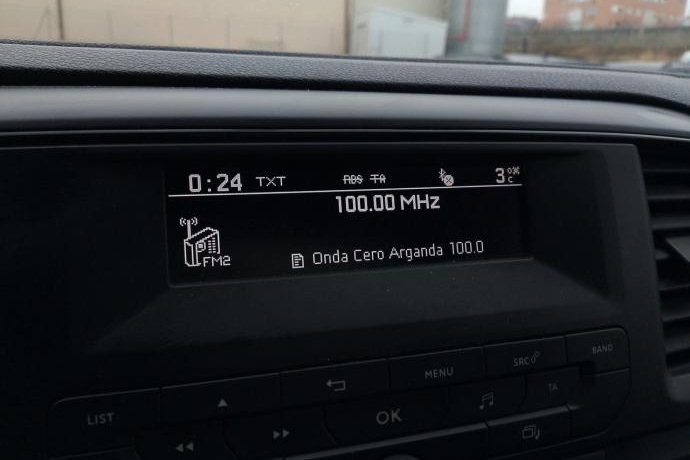 0:24 TXT RDS TA 3 °C
100.00 MHz
FM2
Onda Cero Arganda 100.0
BAND
SRC
MENU
TA
LIST
OK